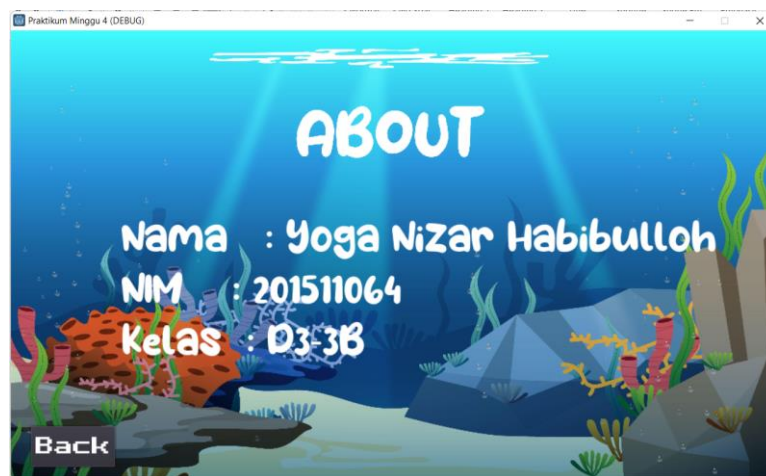 Praktikum Minggu 4 (DEBUG)
ABOUT
Nama : Yoga Nizar Habibulloh
NIM : 201511064
Kelas : D3-3B
Back